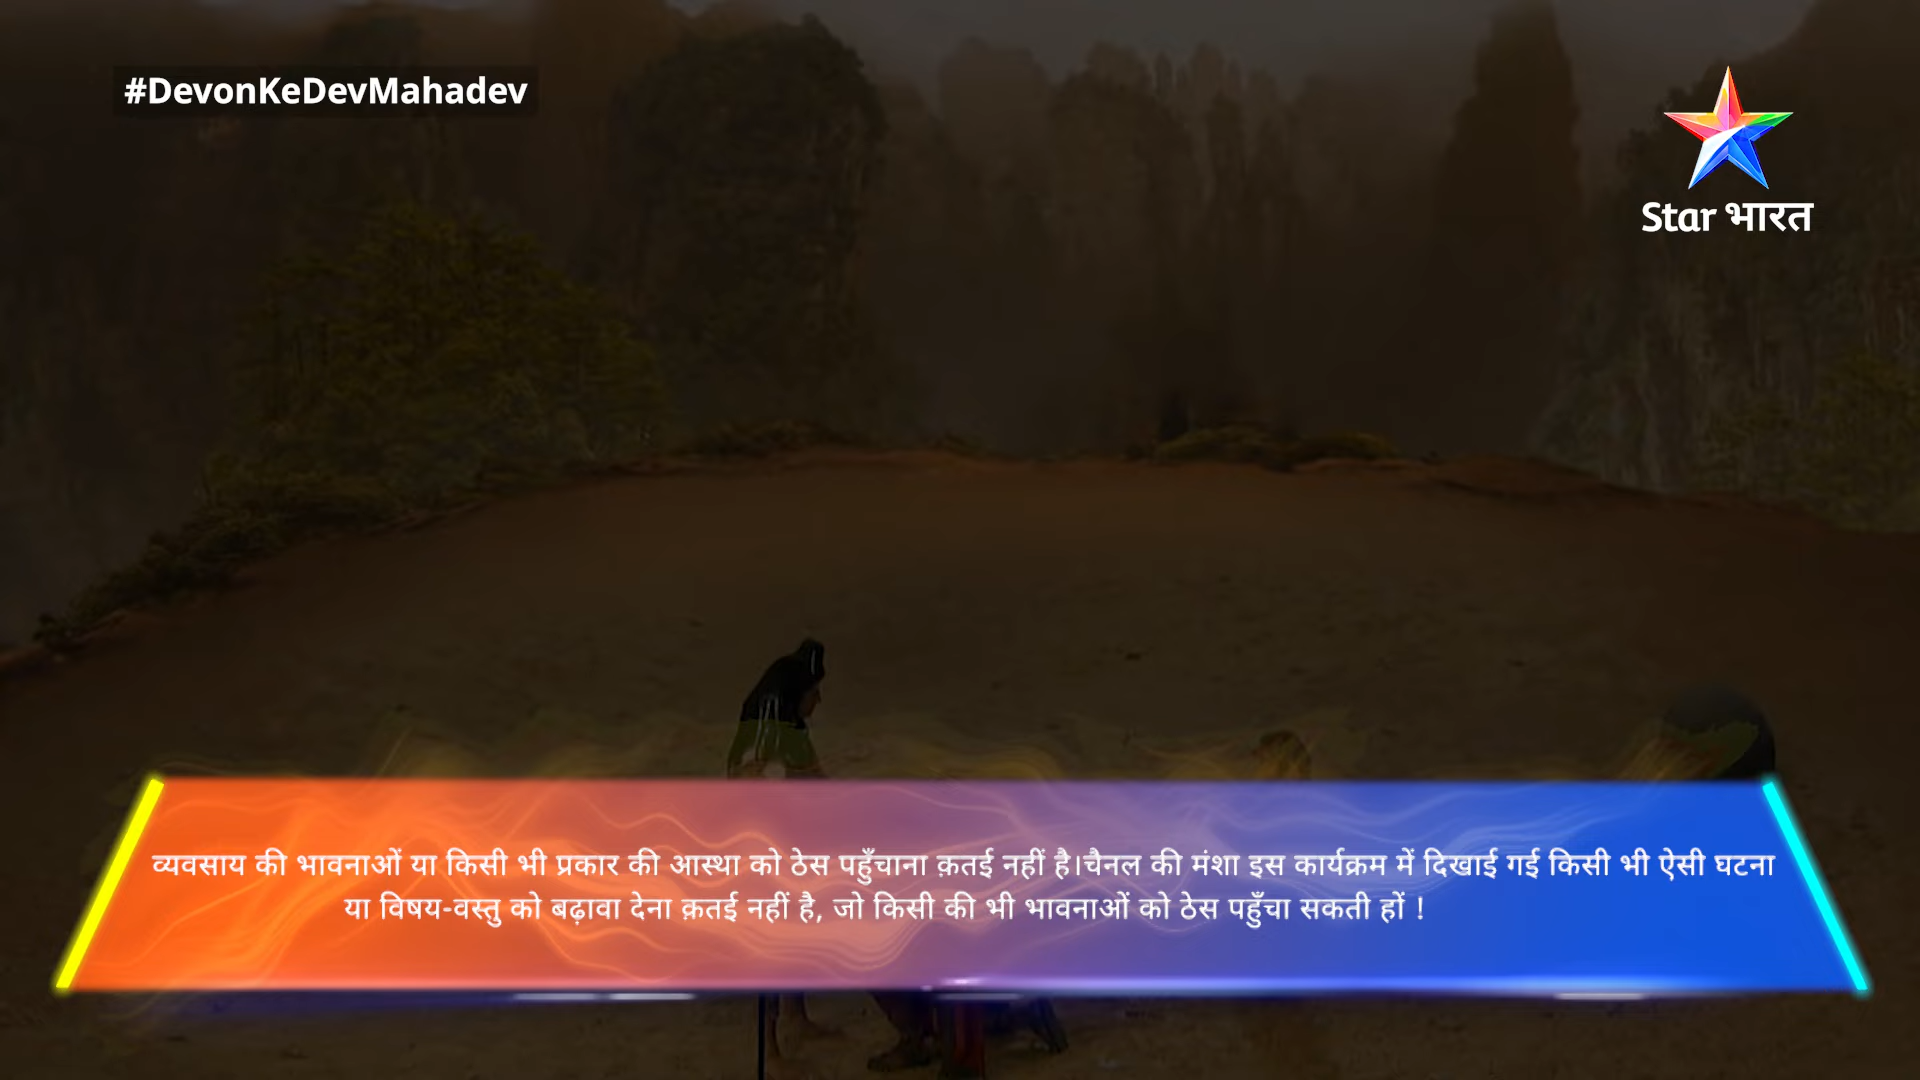 #DevonKeDevMahadev
Star भारत
व्यवसाय की भावनाओं या किसी भी प्रकार की आस्था को ठेस पहुँचाना क़तई नहीं है।चैनल की मंशा इस कार्यक्रम में दिखाई गई किसी भी ऐसी घटना
या विषय-वस्तु को बढ़ावा देना क़तई नहीं है, जो किसी की भी भावनाओं को ठेस पहुँचा सकती हों !